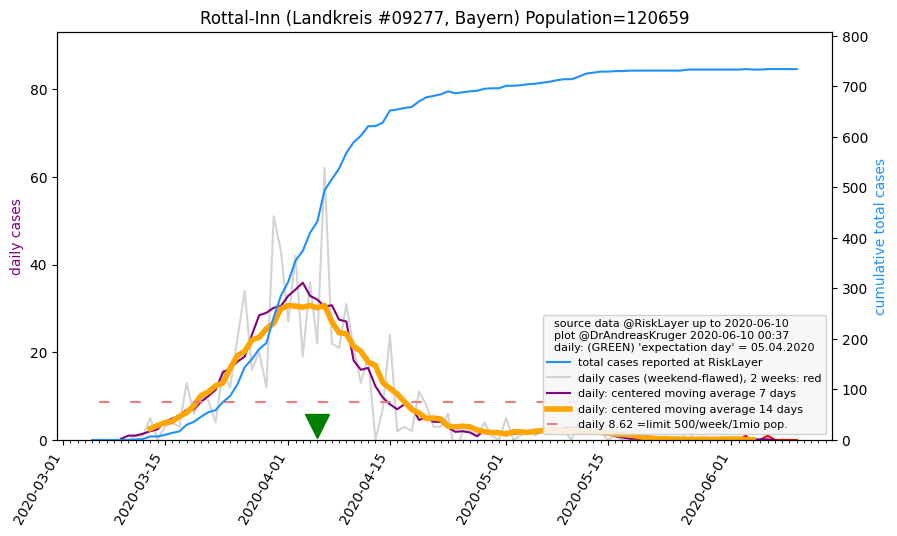 Rottal-Inn (Landkreis #09277, Bayern) Population=120659
daily cases
80
60
40
20
0
800
700
600
500
400
300
200
100
0
cumulative total cases
source data @RiskLayer up to 2020-06-10
plot @DrAndreasKruger 2020-06-10 00:37
daily: (GREEN) 'expectation day' = 05.04.2020
total cases reported at RiskLayer
daily cases (weekend-flawed), 2 weeks: red
daily: centered moving average 7 days
daily: centered moving average 14 days
daily 8.62 =limit 500/week/1mio pop.
2020-03-01
2020-03-15
2020-04-01
2020-04-15
2020-05-01
2020-05-15
2020-06-01